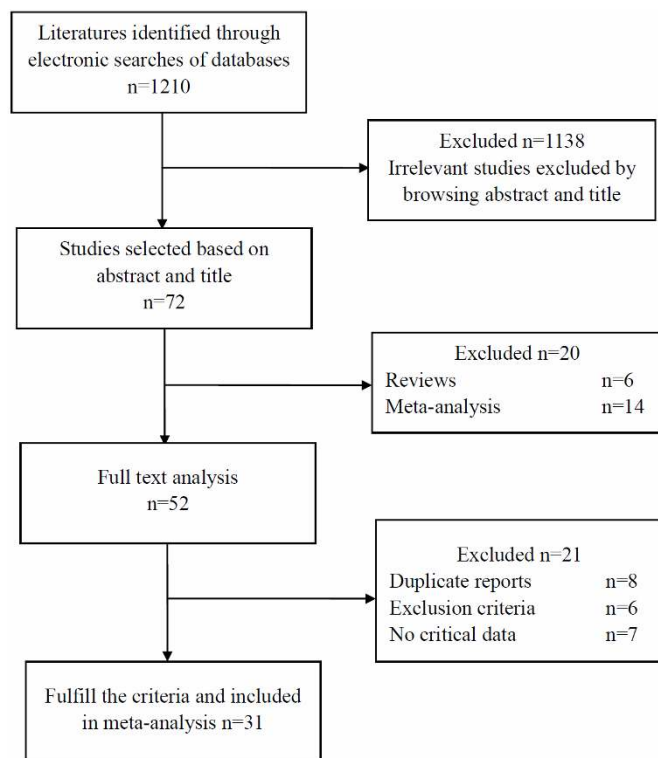 Literatures identified through
electronic searches of databases
n=1210
Excluded n=1138
Irrelevant studies excluded by
browsing abstract and title
Studies selected based on
abstract and title
n=72
Excluded n=20
Reviews n=6
Meta-analysis n=14
Full text analysis
n=52
Excluded n=21
Duplicate reports n=8
Exclusion criteria n=6
No critical data n=7
Fulfill the criteria and included
in meta-analysis n=31